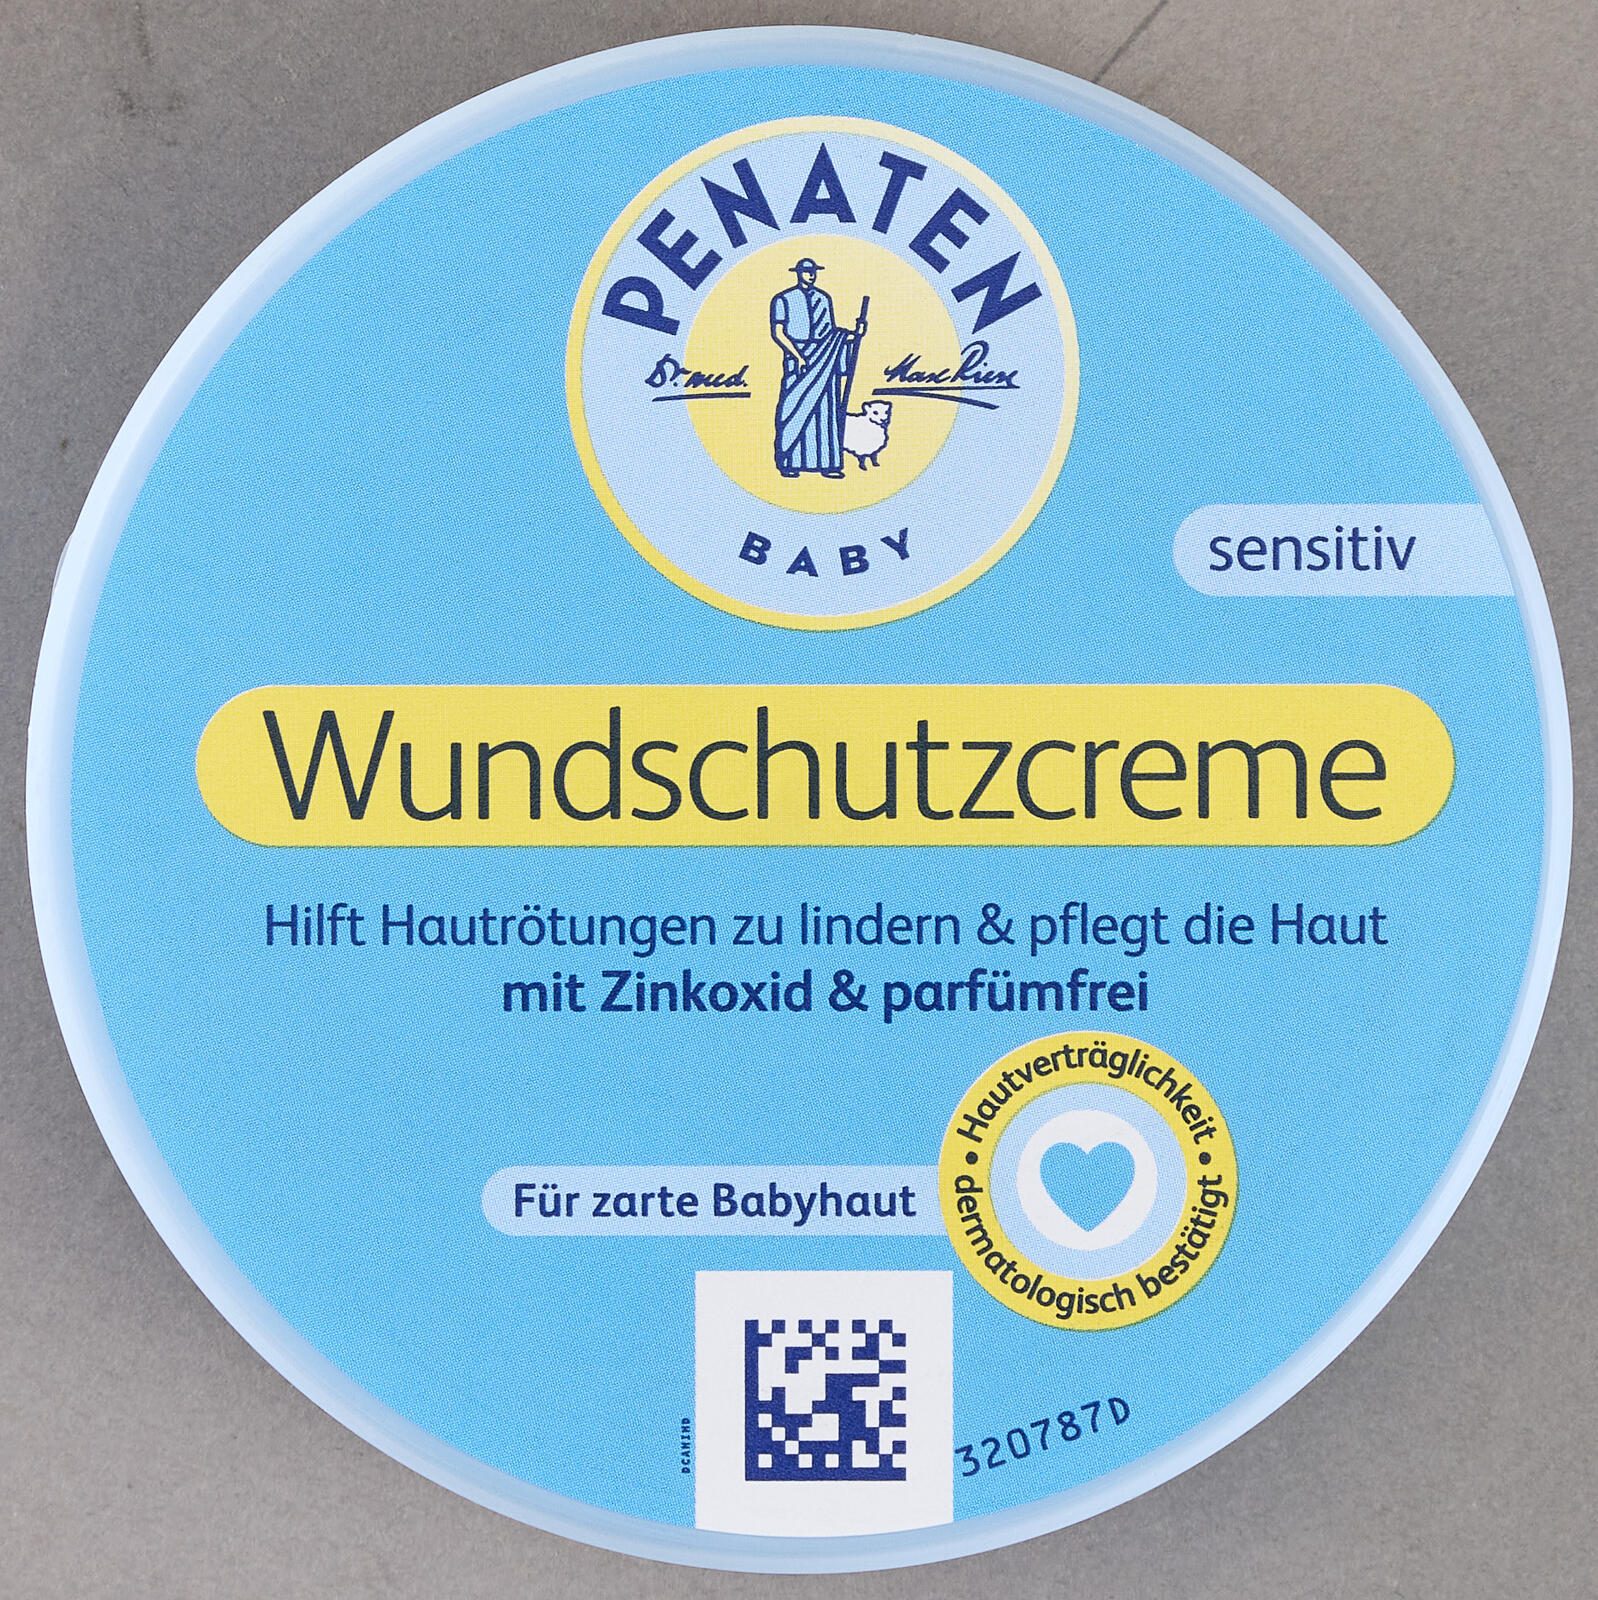 PENATEN
Dr. med. Max Riese
BABY
sensitiv
Wundschutzcreme
Hilft Hautrötungen zu lindern & pflegt die Haut
mit Zinkoxid & parfümfrei
Für zarte Babyhaut
• Hautverträglichkeit •
dermatologisch bestätigt
320787D